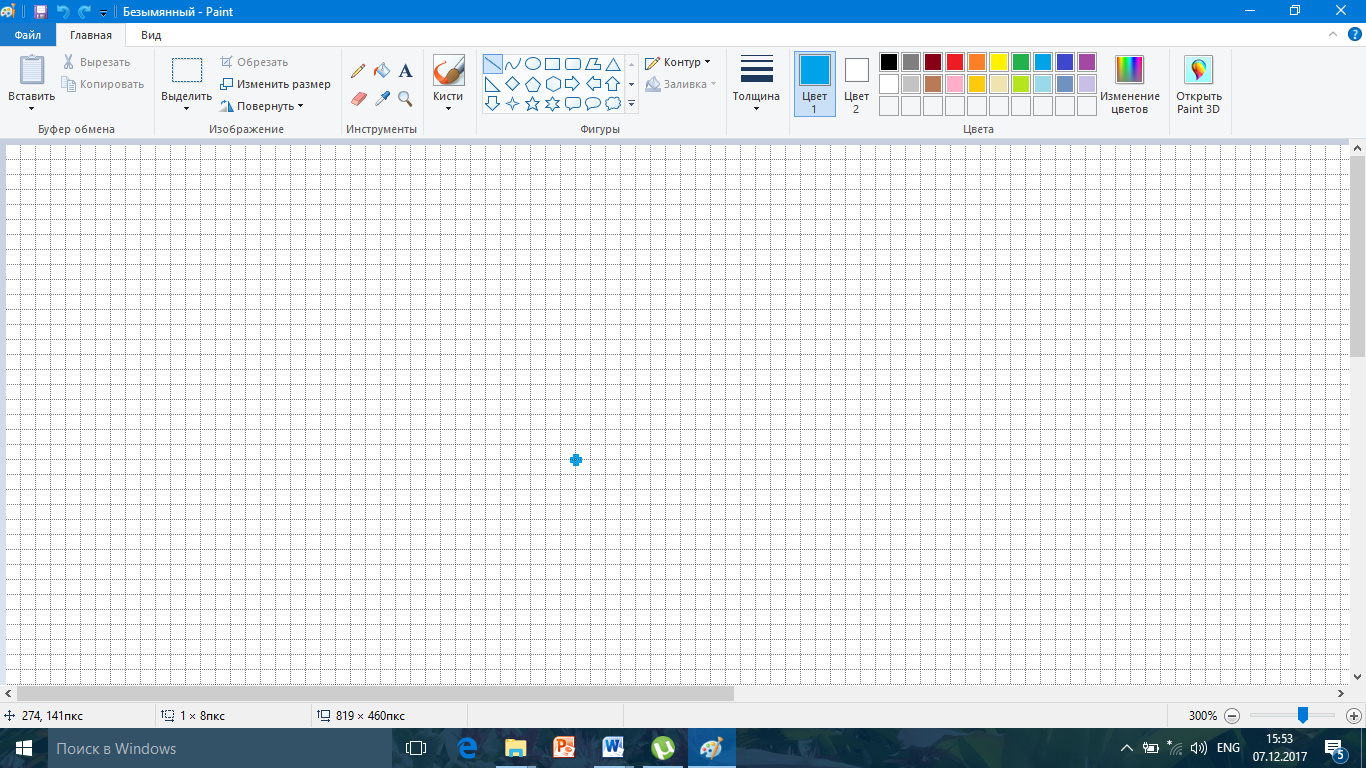 Безымянный - Paint
Файл
Главная
Вид
Вставить
Вырезать
Копировать
Буфер обмена
Выделить
Обрезать
Изменить размер
Повернуть
Изображение
A
Инструменты
Кисти
Контур
Заливка
Фигуры
Толщина
Цвет
1
Цвет
2
Изменение
цветов
Цвета
Открыть
Paint 3D
274, 141пкс
1 × 8пкс
819 × 460пкс
300%
Поиск в Windows
ENG
15:53
07.12.2017
5